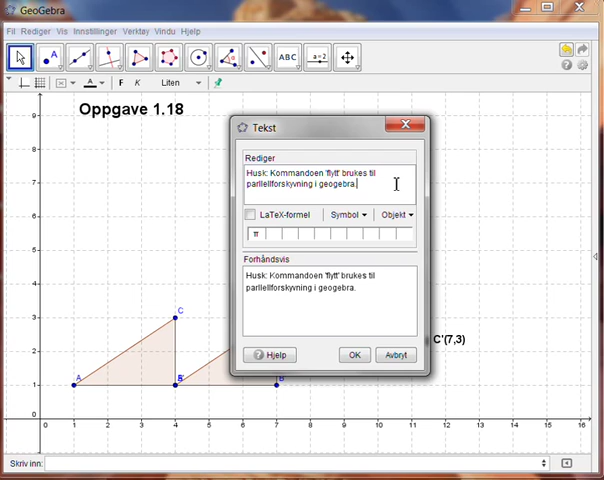 GeoGebra
Fil Rediger Vis Innstillinger Verktøy Vindu Hjelp
ABC
a=2
A F K Liten
Oppgave 1.18
Tekst
Rediger
Husk: Kommandoen 'flytt' brukes til
parllellforskyvning i geogebra.
LaTeX-formel Symbol Objekt
π
Forhåndsvis
Husk: Kommandoen 'flytt' brukes til
parllellforskyvning i geogebra.
Hjelp OK Avbryt
C
C'(7,3)
A B'
9
8
7
6
5
4
3
2
1
0
0 1 2 3 4 5 6 7 8 9 10 11 12 13 14 15 16
Skriv inn: